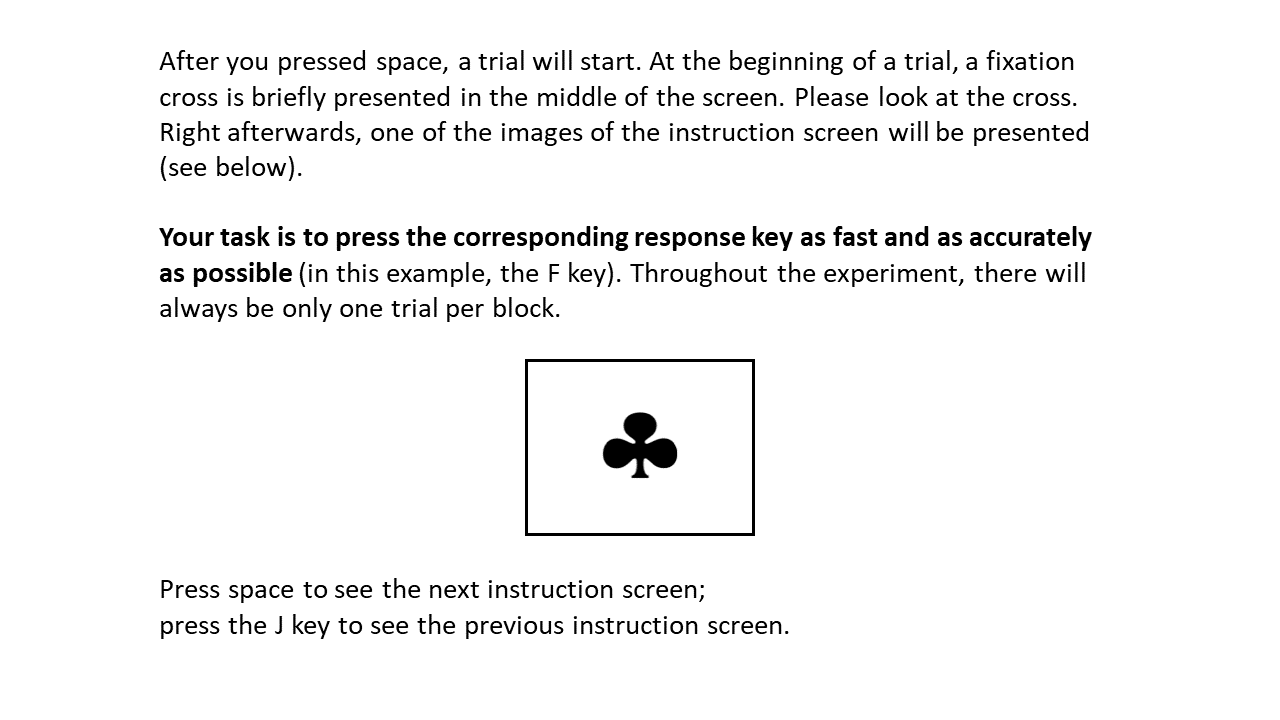 After you pressed space, a trial will start. At the beginning of a trial, a fixation
cross is briefly presented in the middle of the screen. Please look at the cross.
Right afterwards, one of the images of the instruction screen will be presented
(see below).
Your task is to press the corresponding response key as fast and as accurately
as possible (in this example, the F key). Throughout the experiment, there will
always be only one trial per block.
Press space to see the next instruction screen;
press the J key to see the previous instruction screen.